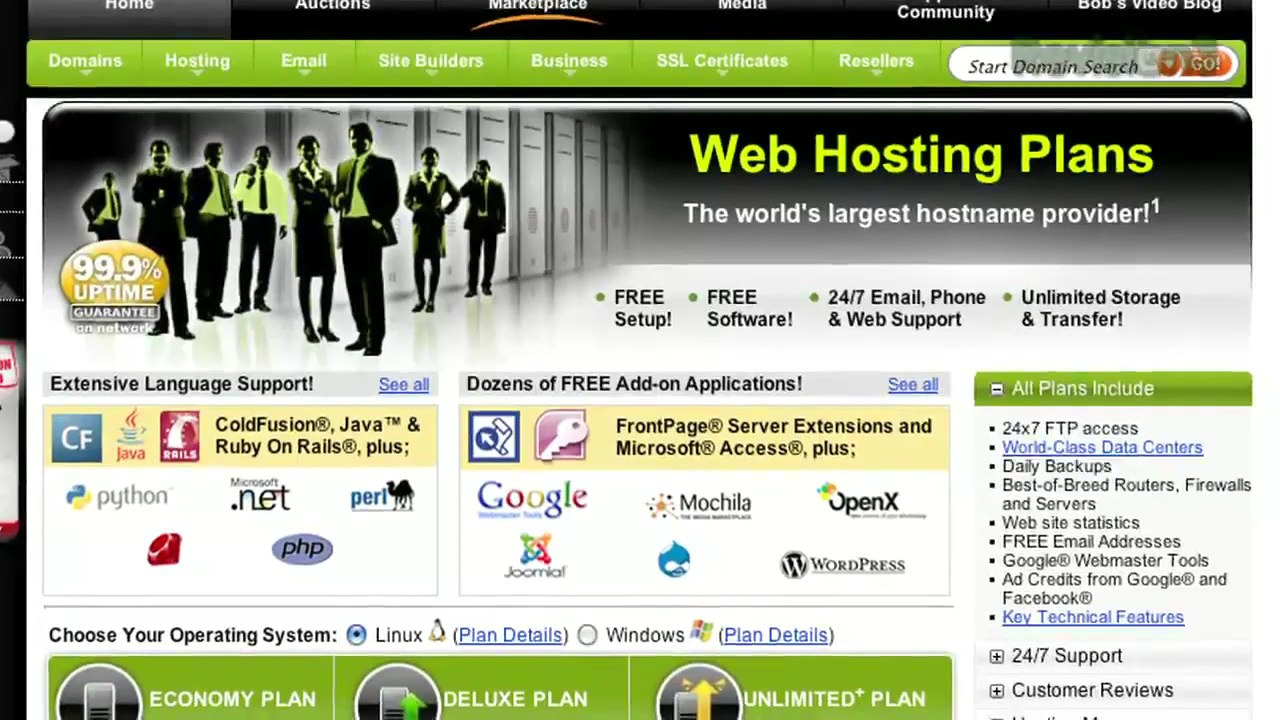 Home
Auctions
Marketplace
Media
Community
Bob's Video Blog
Domains
Hosting
Email
Site Builders
Business
SSL Certificates
Resellers
Start Domain Search
GO!
Web Hosting Plans
The world's largest hostname provider!1
99.9%
UPTIME
GUARANTEE
on network
FREE
Setup!
FREE
Software!
24/7 Email, Phone
& Web Support
Unlimited Storage
& Transfer!
Extensive Language Support!
See all
Dozens of FREE Add-on Applications!
See all
All Plans Include
CF
Java
RAILS
ColdFusion®, Java™ &
Ruby On Rails®, plus;
FrontPage® Server Extensions and
Microsoft® Access®, plus;
python
Microsoft
.net
perl
php
Google
Webmaster Tools
Mochila
THE MEDIA MARKETPLACE
OpenX
Joomla!
WORDPRESS
24x7 FTP access
World-Class Data Centers
Daily Backups
Best-of-Breed Routers, Firewalls
and Servers
Web site statistics
FREE Email Addresses
Google® Webmaster Tools
Ad Credits from Google® and
Facebook®
Key Technical Features
24/7 Support
Customer Reviews
Choose Your Operating System: Linux (Plan Details) Windows (Plan Details)
ECONOMY PLAN
DELUXE PLAN
UNLIMITED+ PLAN